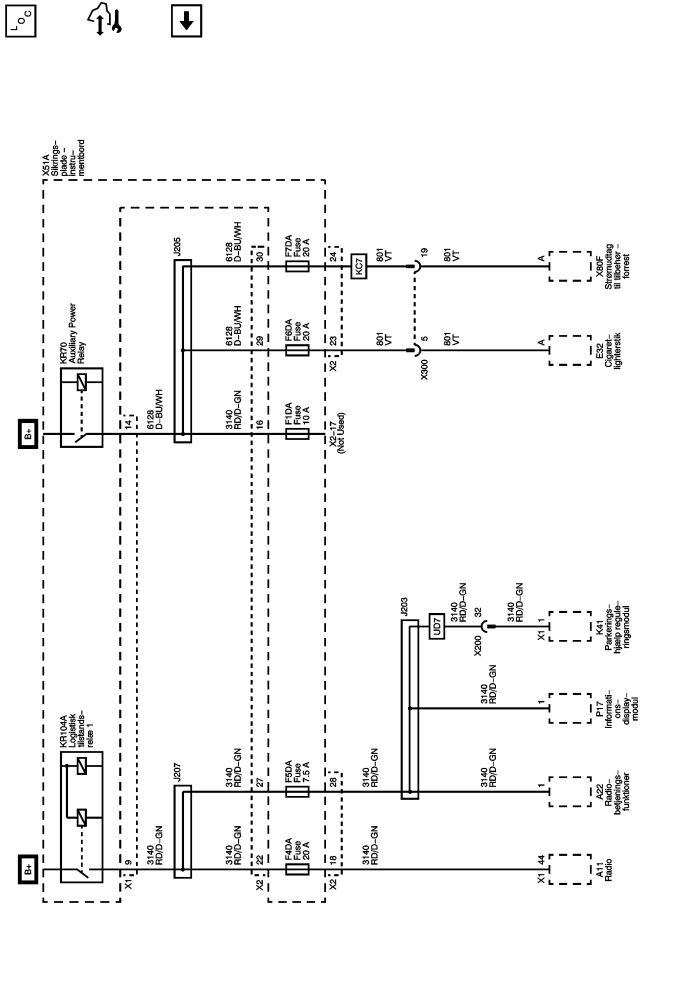 LOC
X51A
Sikrings–
plade –
instru–
mentbord
B+
KR104A
Logistisk
tilstands–
relæ 1
B+
KR70
Auxiliary Power
Relay
X1
9
14
3140
RD/D–GN
6128
D–BU/WH
J207
J205
3140
RD/D–GN
3140
RD/D–GN
3140
RD/D–GN
6128
D–BU/WH
6128
D–BU/WH
X2
22
27
16
29
30
F4DA
Fuse
20 A
F5DA
Fuse
7.5 A
F1DA
Fuse
10 A
F6DA
Fuse
20 A
F7DA
Fuse
20 A
X2
18
28
X2–17
(Not Used)
X2
23
24
KC7
3140
RD/D–GN
3140
RD/D–GN
801
VT
801
VT
J203
X300
5
19
UD7
3140
RD/D–GN
801
VT
801
VT
X200
32
3140
RD/D–GN
3140
RD/D–GN
3140
RD/D–GN
X1
44
1
1
X1
1
A
A
A11
Radio
A22
Radio–
betjenings–
funktioner
P17
Informati–
ons–
display–
modul
K41
Parkerings–
hjælp regule–
ringsmodul
E32
Cigaret–
lighterstik
X80F
Strømudtag
til tilbehør –
forrest